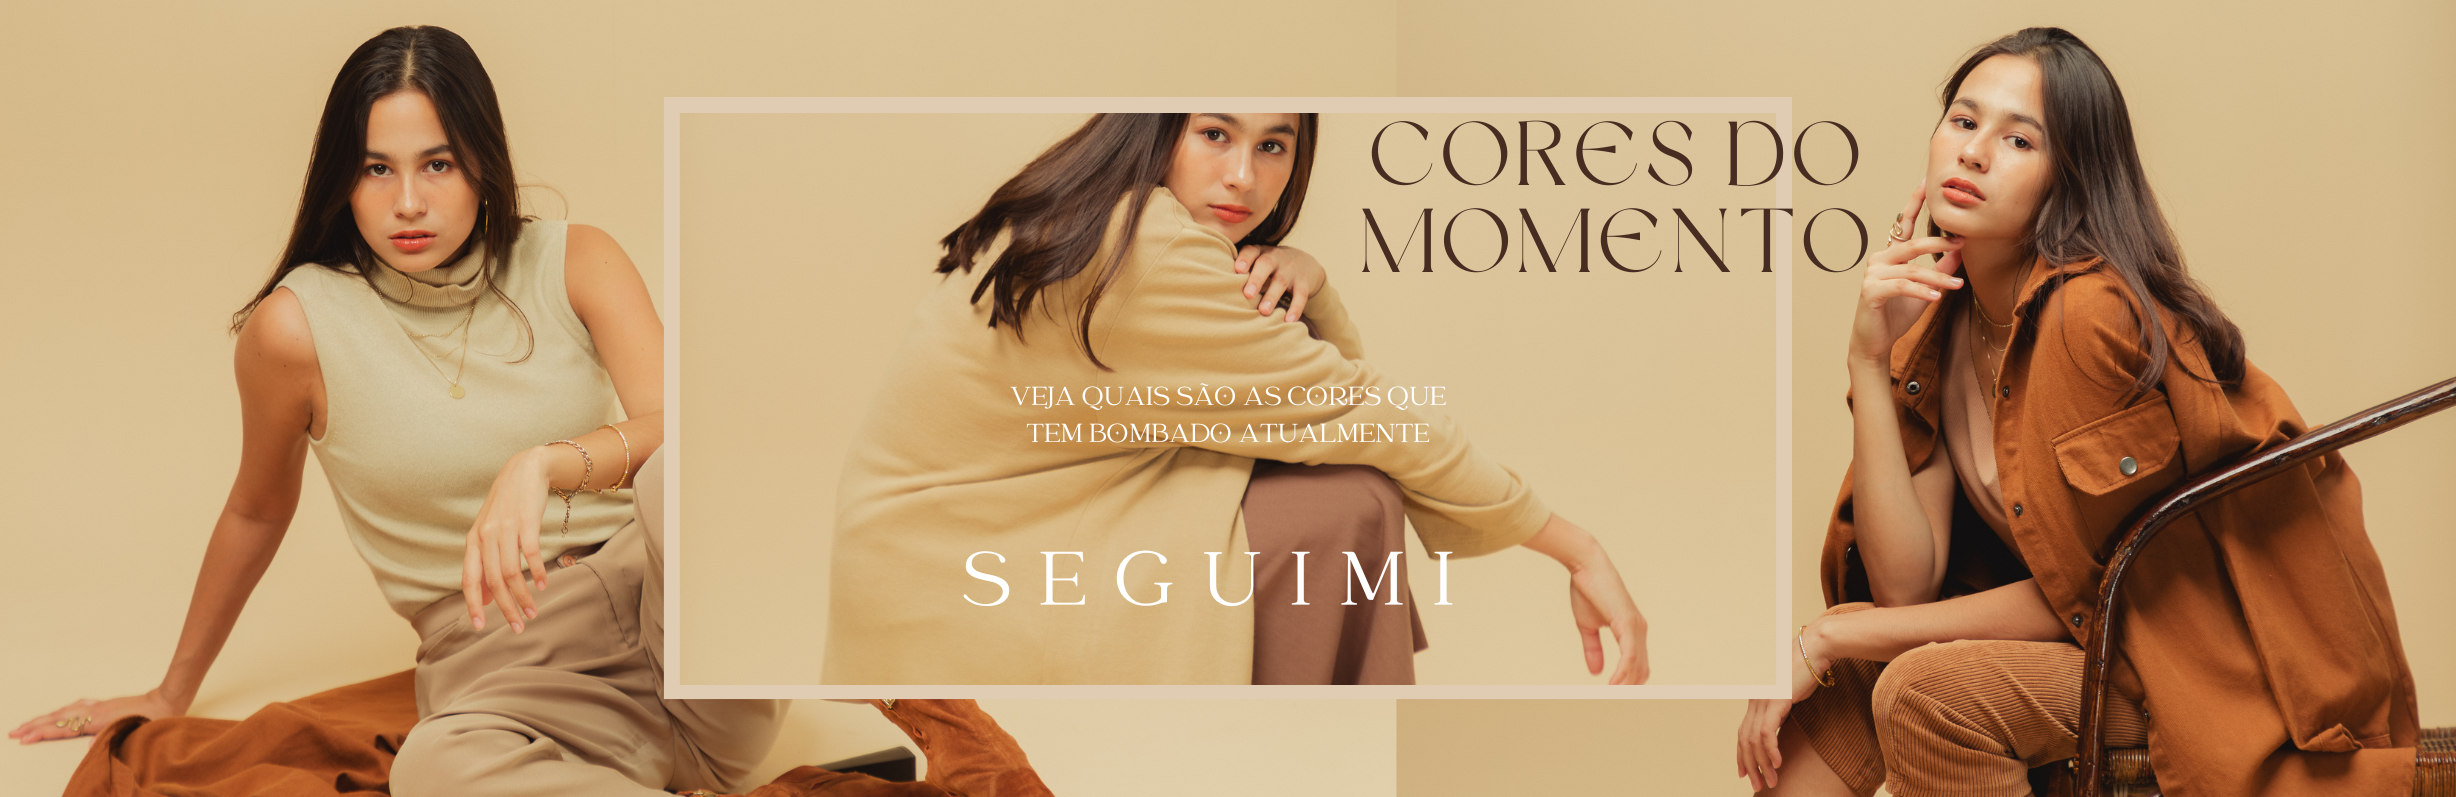 CORES DO
MOMENTO
VEJA QUAIS SÃO AS CORES QUE
TEM BOMBADO ATUALMENTE
SEGUIMI